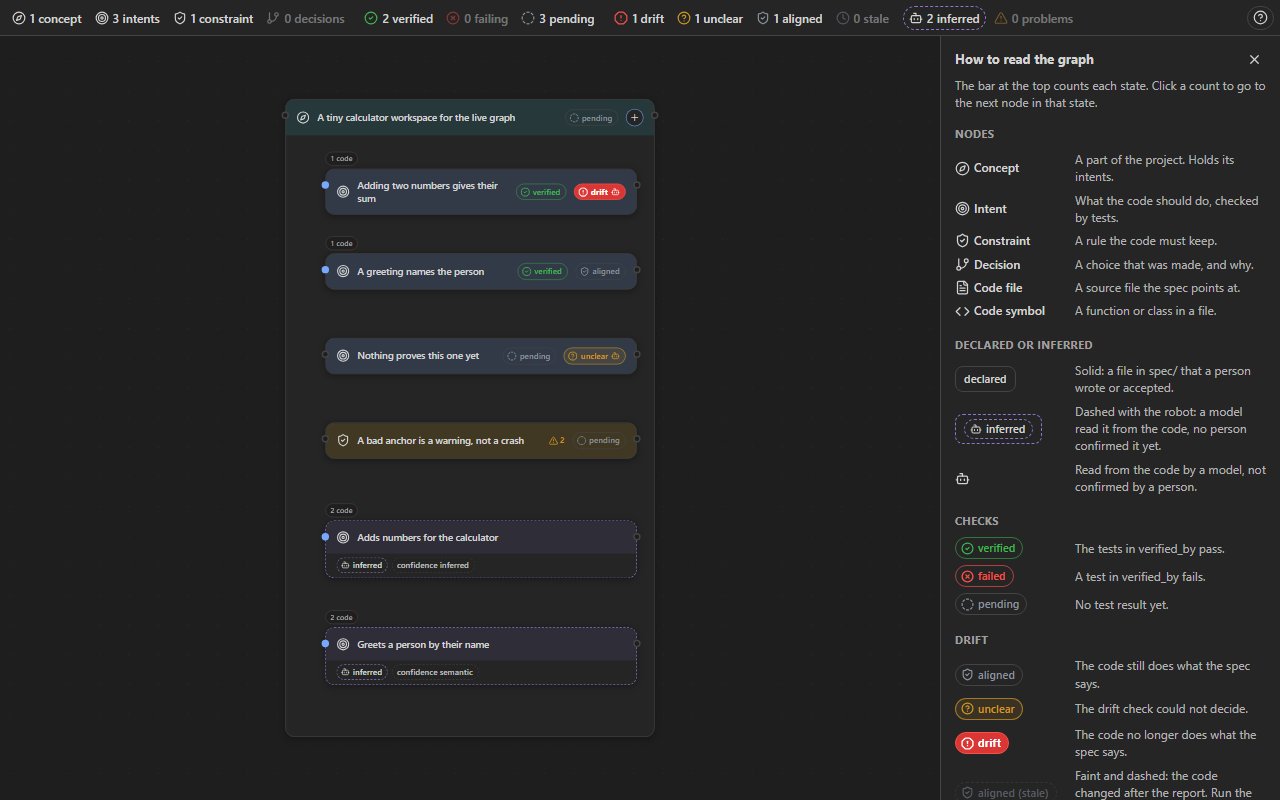 1 concept 3 intents 1 constraint 0 decisions 2 verified 0 failing 3 pending 1 drift 1 unclear 1 aligned 0 stale 2 inferred 0 problems
A tiny calculator workspace for the live graph pending
1 code
Adding two numbers gives their sum verified drift
1 code
A greeting names the person verified aligned
Nothing proves this one yet pending unclear
A bad anchor is a warning, not a crash 2 pending
2 code
Adds numbers for the calculator
inferred confidence inferred
2 code
Greets a person by their name
inferred confidence semantic
How to read the graph
The bar at the top counts each state. Click a count to go to
the next node in that state.
NODES
Concept A part of the project. Holds its
intents.
Intent What the code should do, checked
by tests.
Constraint A rule the code must keep.
Decision A choice that was made, and why.
Code file A source file the spec points at.
Code symbol A function or class in a file.
DECLARED OR INFERRED
declared Solid: a file in spec/ that a person
wrote or accepted.
inferred Dashed with the robot: a model
read it from the code, no person
confirmed it yet.
Read from the code by a model, not
confirmed by a person.
CHECKS
verified The tests in verified_by pass.
failed A test in verified_by fails.
pending No test result yet.
DRIFT
aligned The code still does what the spec
says.
unclear The drift check could not decide.
drift The code no longer does what the
spec says.
aligned (stale) Faint and dashed: the code
changed after the report. Run the